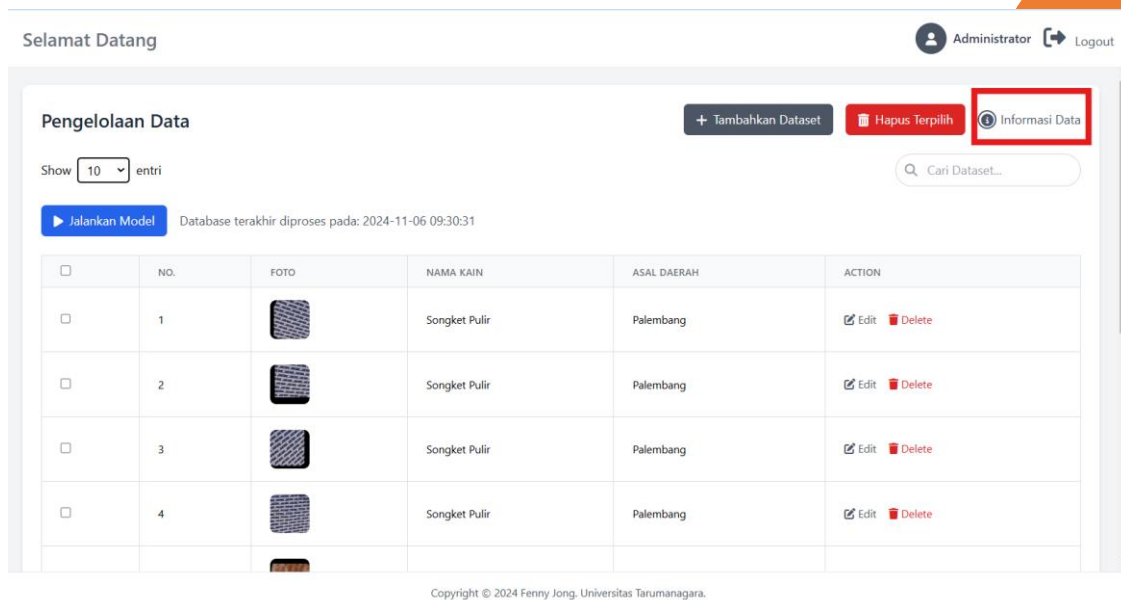 Selamat Datang
Administrator Logout
Pengelolaan Data
+ Tambahkan Dataset
Hapus Terpilih
Informasi Data
Show 10 entri
Cari Dataset...
Jalankan Model
Database terakhir diproses pada: 2024-11-06 09:30:31
NO. FOTO NAMA KAIN ASAL DAERAH ACTION
1 Songket Pulir Palembang Edit Delete
2 Songket Pulir Palembang Edit Delete
3 Songket Pulir Palembang Edit Delete
4 Songket Pulir Palembang Edit Delete
Copyright © 2024 Fenny Jong. Universitas Tarumanagara.